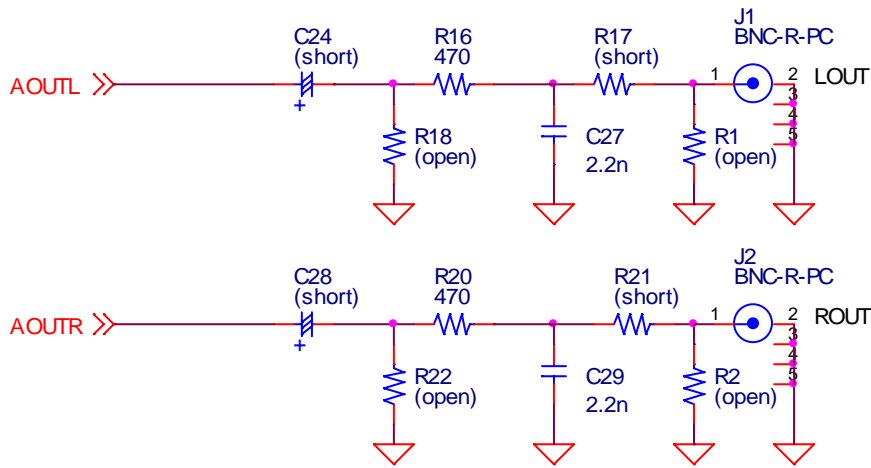 J1
BNC-R-PC
C24
(short)
R16
470
R17
(short)
AOUTL
1
2
3
4
5
LOUT
R18
(open)
C27
2.2n
R1
(open)
J2
BNC-R-PC
C28
(short)
R20
470
R21
(short)
AOUTR
1
2
3
4
5
ROUT
R22
(open)
C29
2.2n
R2
(open)
+
+